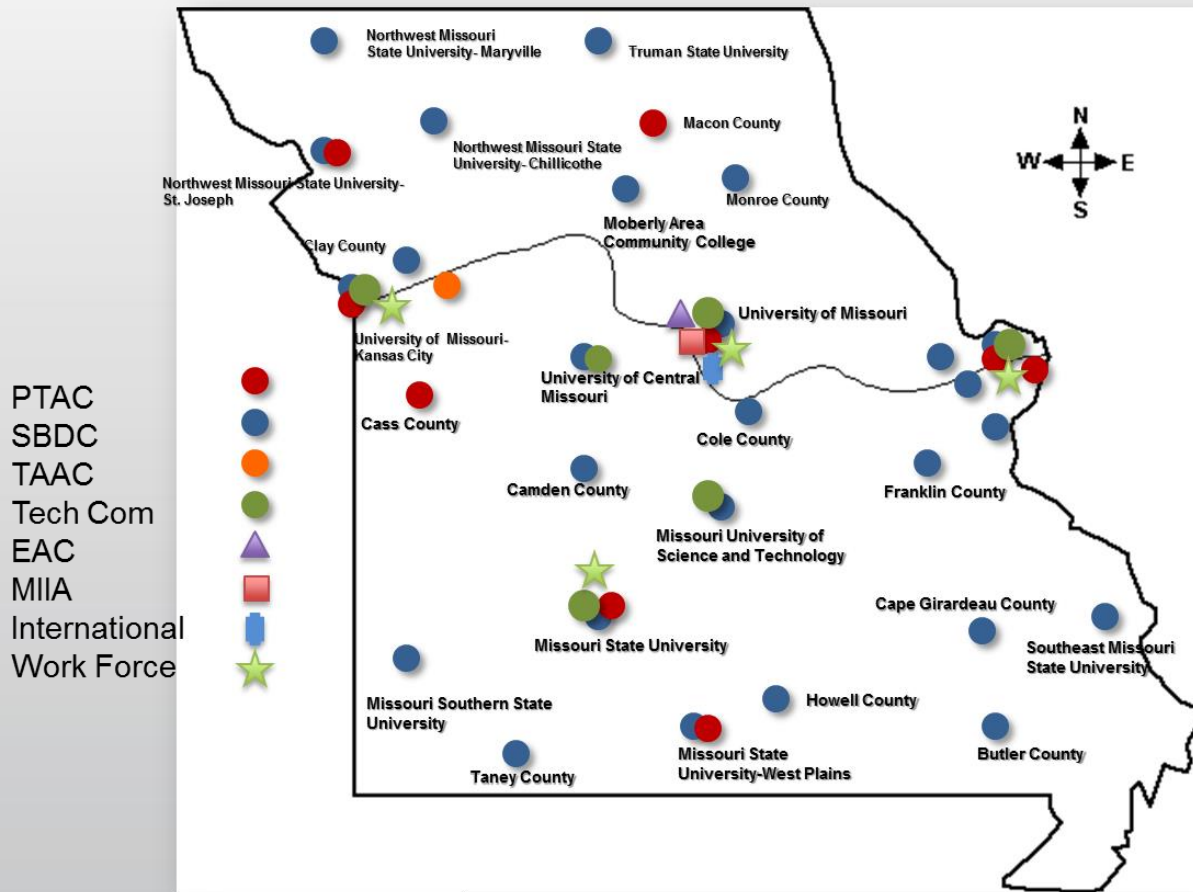 Northwest Missouri
State University- Maryville
Truman State University
Macon County
Northwest Missouri State
University- Chillicothe
Northwest Missouri State University-
St. Joseph
Monroe County
Moberly Area
Community College
Clay County
N
W
E
S
University of Missouri
University of Missouri-
Kansas City
University of Central
Missouri
Cass County
Cole County
Camden County
Franklin County
Missouri University of
Science and Technology
Cape Girardeau County
Missouri State University
Southeast Missouri
State University
Missouri Southern State
University
Howell County
Missouri State
University-West Plains
Butler County
Taney County
PTAC
SBDC
TAAC
Tech Com
EAC
MIIA
International
Work Force